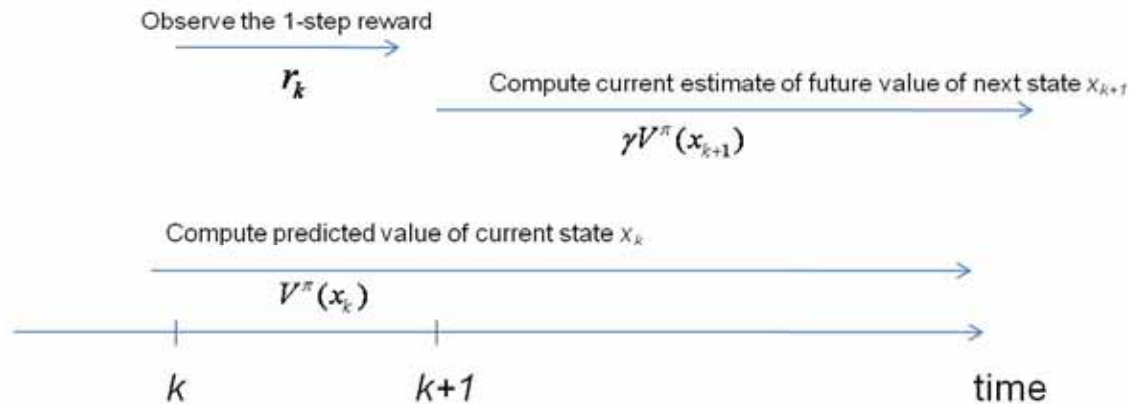 Observe the 1-step reward
r_k
Compute current estimate of future value of next state x_{k+1}
γV^π(x_{k+1})
Compute predicted value of current state x_k
V^π(x_k)
k k+1 time